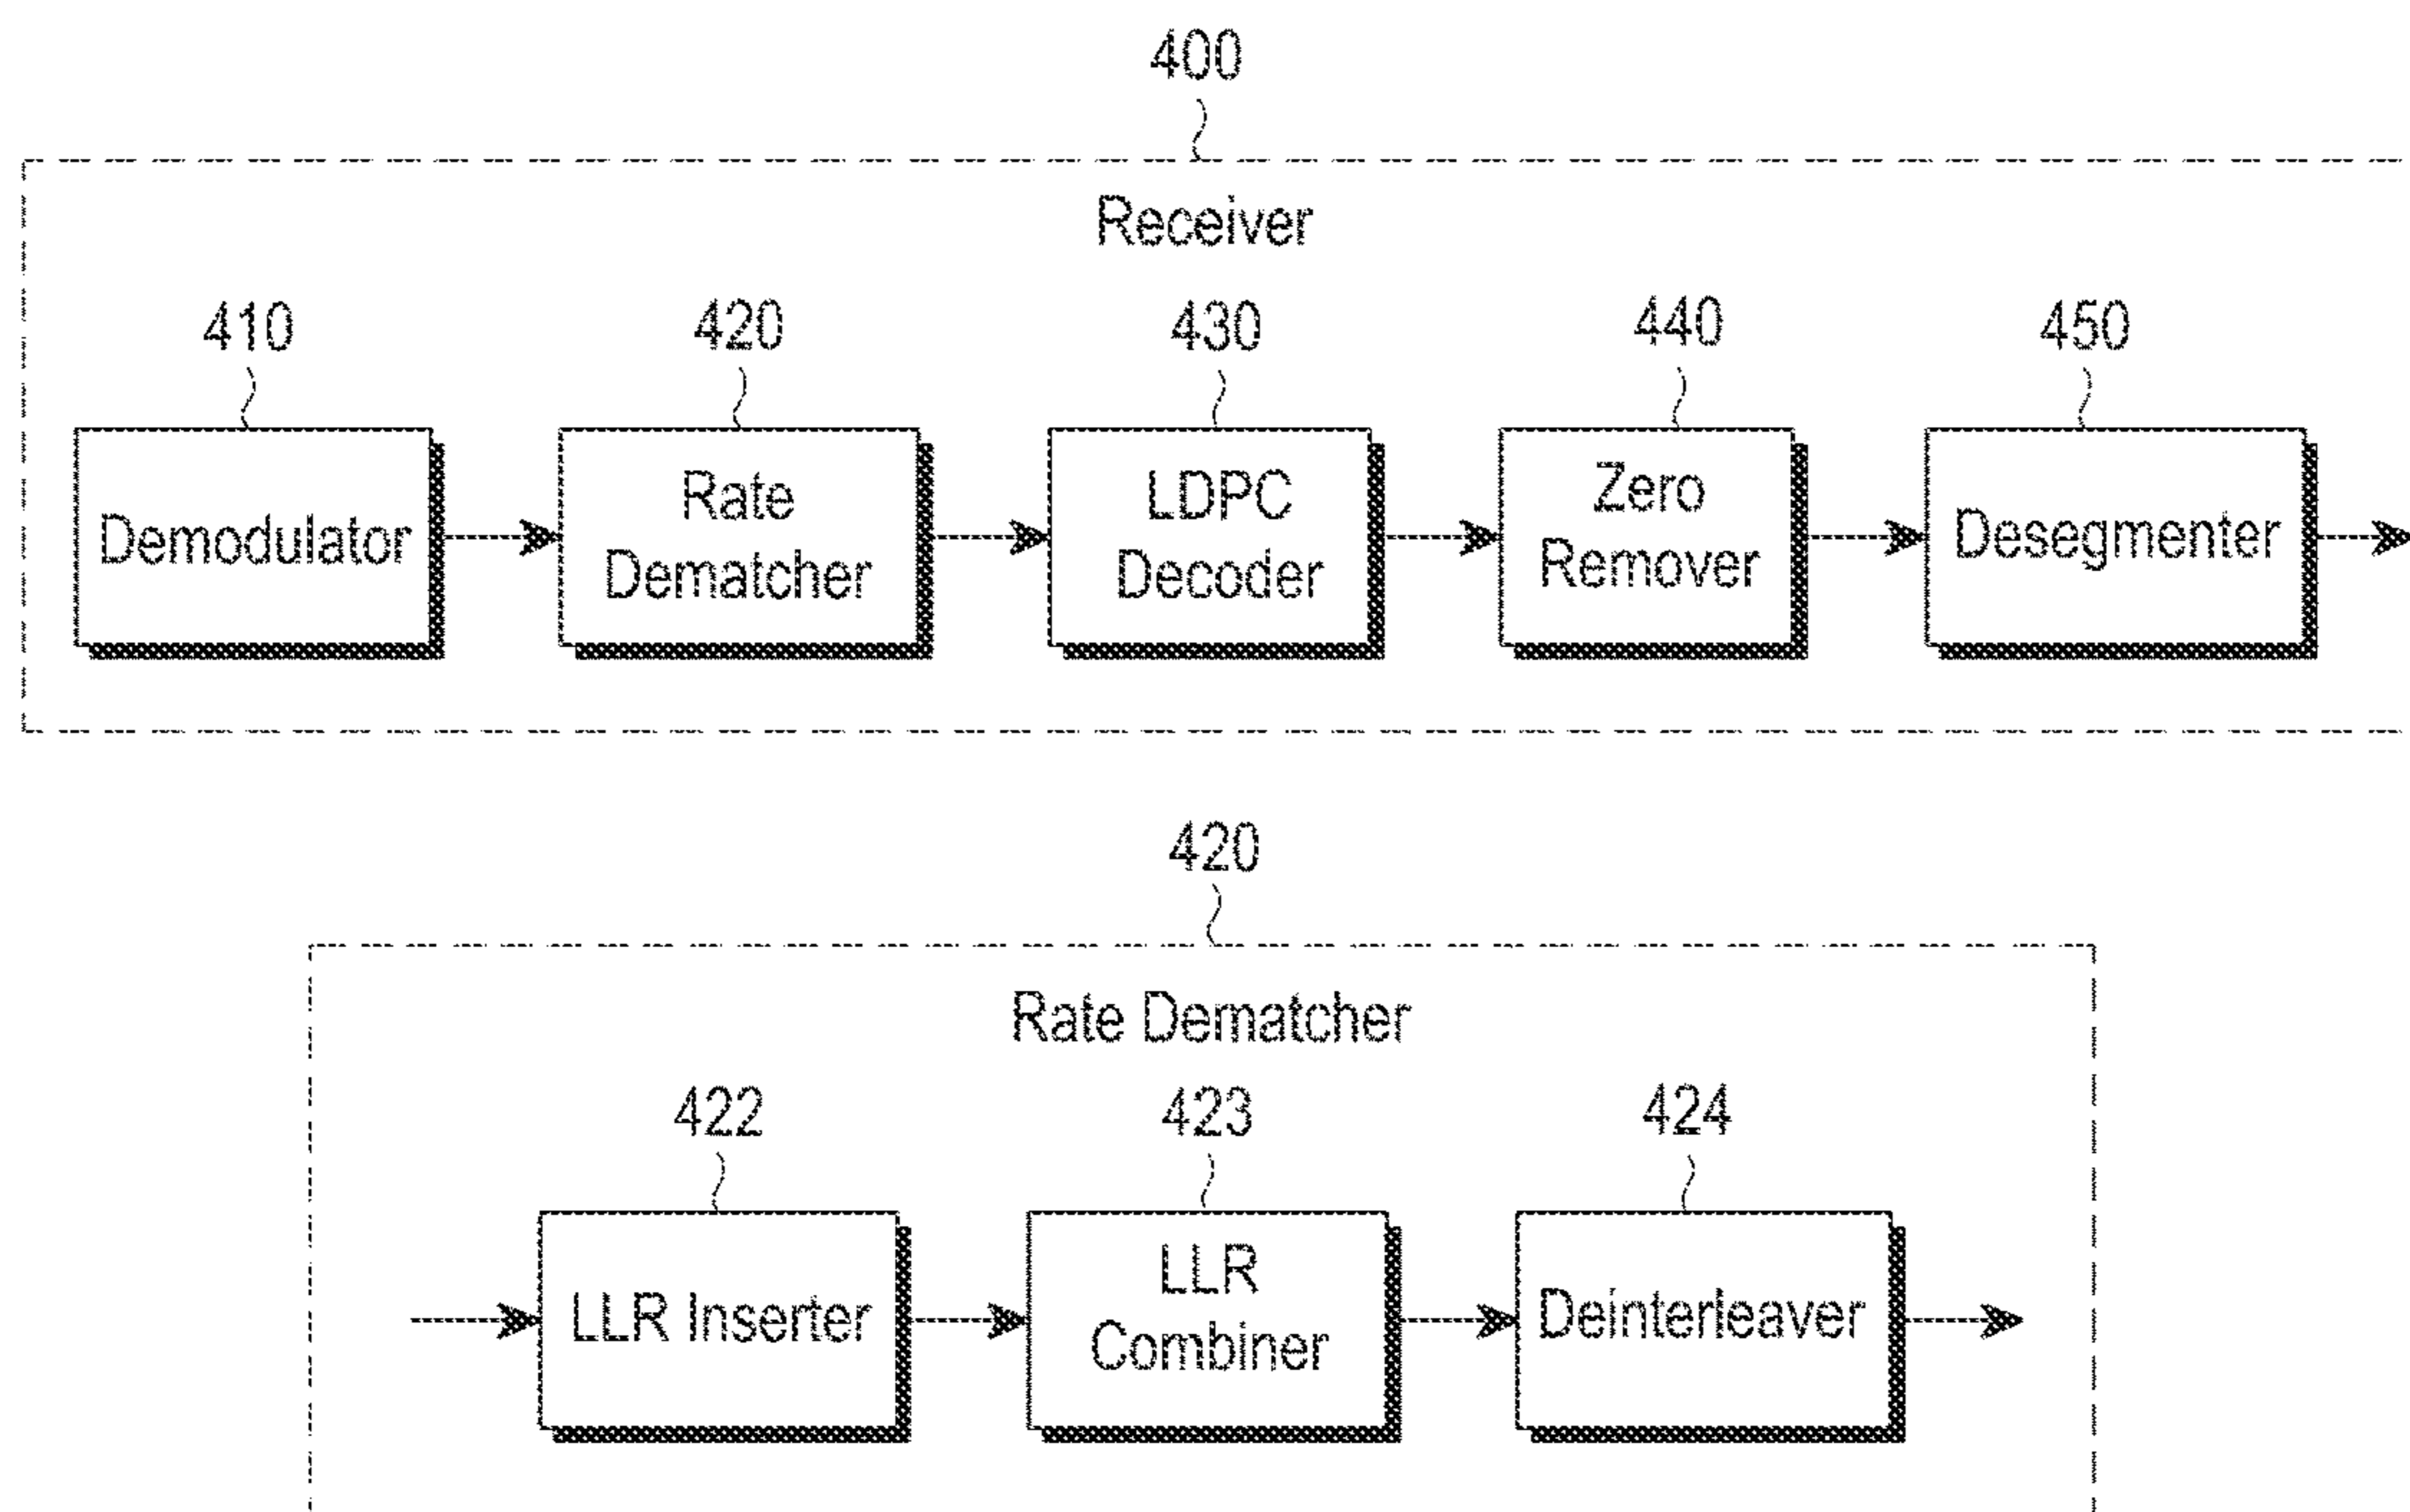 400
Receiver
410
420
430
440
450
Demodulator
Rate
Dematcher
LDPC
Decoder
Zero
Remover
Desegmenter
420
Rate Dematcher
422
423
424
LLR Inserter
LLR
Combiner
Deinterleaver